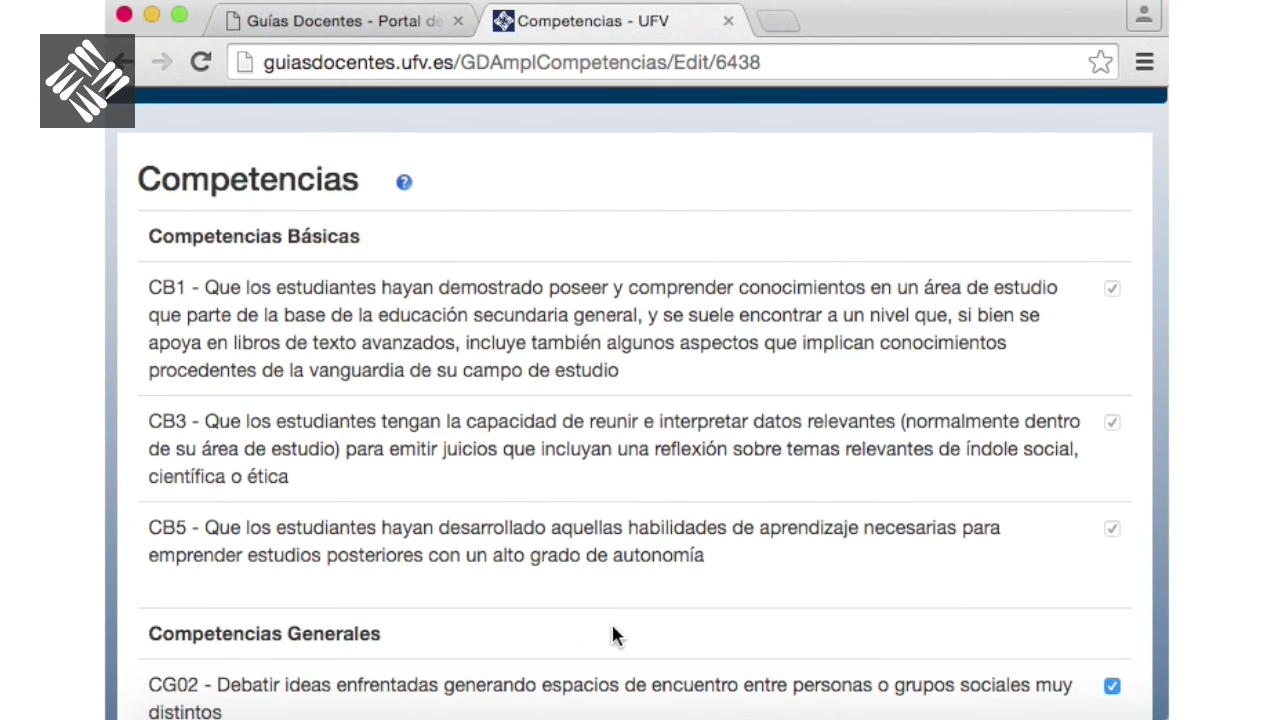 Guías Docentes - Portal de
Competencias - UFV
guiasdocentes.ufv.es/GDAmplCompetencias/Edit/6438
Competencias
Competencias Básicas
CB1 - Que los estudiantes hayan demostrado poseer y comprender conocimientos en un área de estudio
que parte de la base de la educación secundaria general, y se suele encontrar a un nivel que, si bien se
apoya en libros de texto avanzados, incluye también algunos aspectos que implican conocimientos
procedentes de la vanguardia de su campo de estudio
CB3 - Que los estudiantes tengan la capacidad de reunir e interpretar datos relevantes (normalmente dentro
de su área de estudio) para emitir juicios que incluyan una reflexión sobre temas relevantes de índole social,
científica o ética
CB5 - Que los estudiantes hayan desarrollado aquellas habilidades de aprendizaje necesarias para
emprender estudios posteriores con un alto grado de autonomía
Competencias Generales
CG02 - Debatir ideas enfrentadas generando espacios de encuentro entre personas o grupos sociales muy
distintos